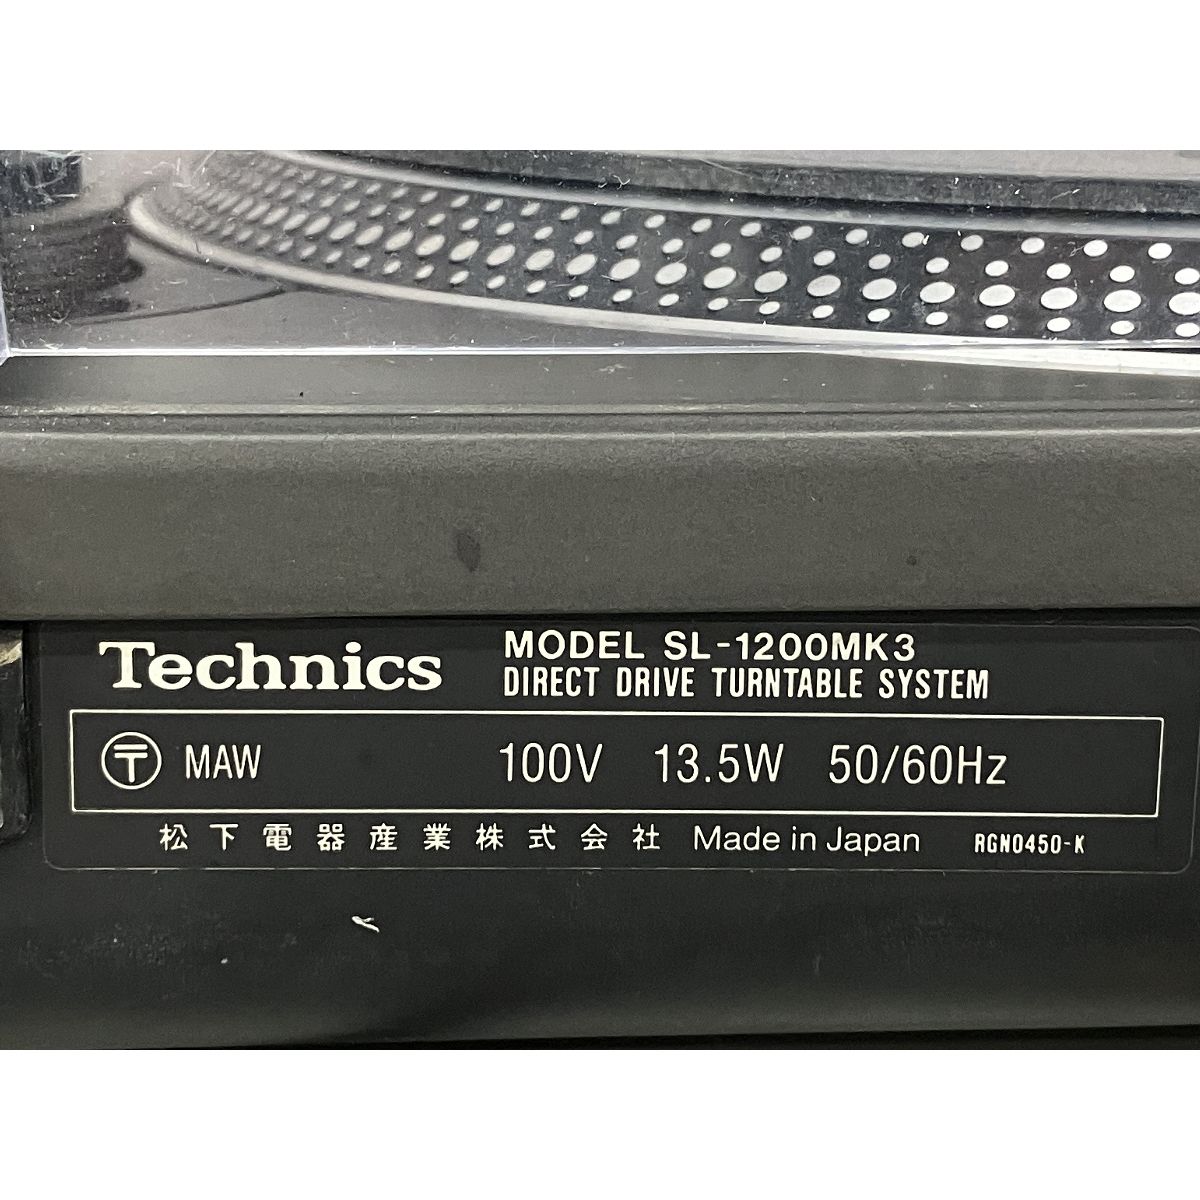 Technics
MODEL SL-1200MK3
DIRECT DRIVE TURNTABLE SYSTEM
〒 MAW 100V 13.5W 50/60Hz
松下電器産業株式会社 Made in Japan RGN0450-K